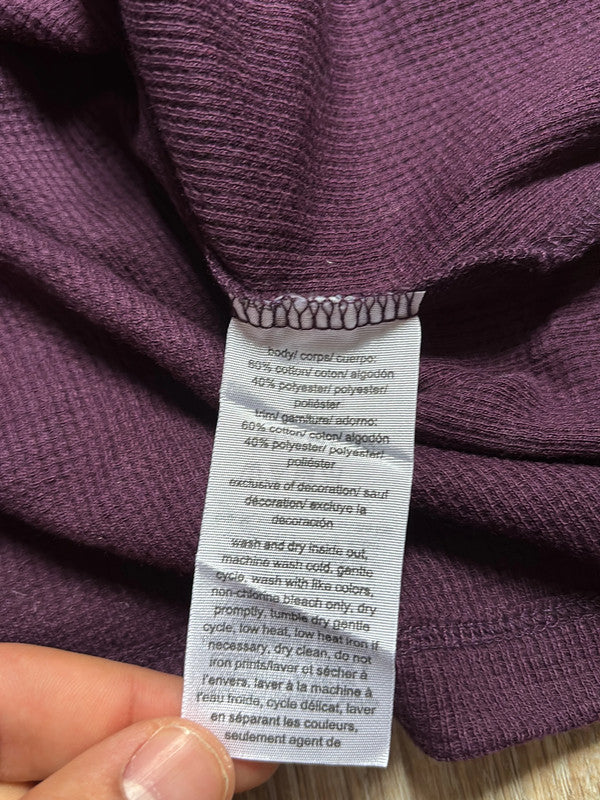 body/ corps/ cuerpo:
60% cotton/ coton/ algodón
40% polyester/ polyester/
poliéster
trim/ garniture/ adorno:
60% cotton/ coton/ algodón
40% polyester/ polyester/
poliéster
exclusive of decoration/ sauf
décoration/ excluye la
decoración
wash and dry inside out,
machine wash cold, gentle
cycle, wash with like colors,
non-chlorine bleach only, dry
promptly, tumble dry gentle
cycle, low heat, low heat iron if
necessary, dry clean, do not
iron prints/laver et sécher à
l'envers, laver à la machine à
l'eau froide, cycle délicat, laver
en séparant les couleurs,
seulement agent de